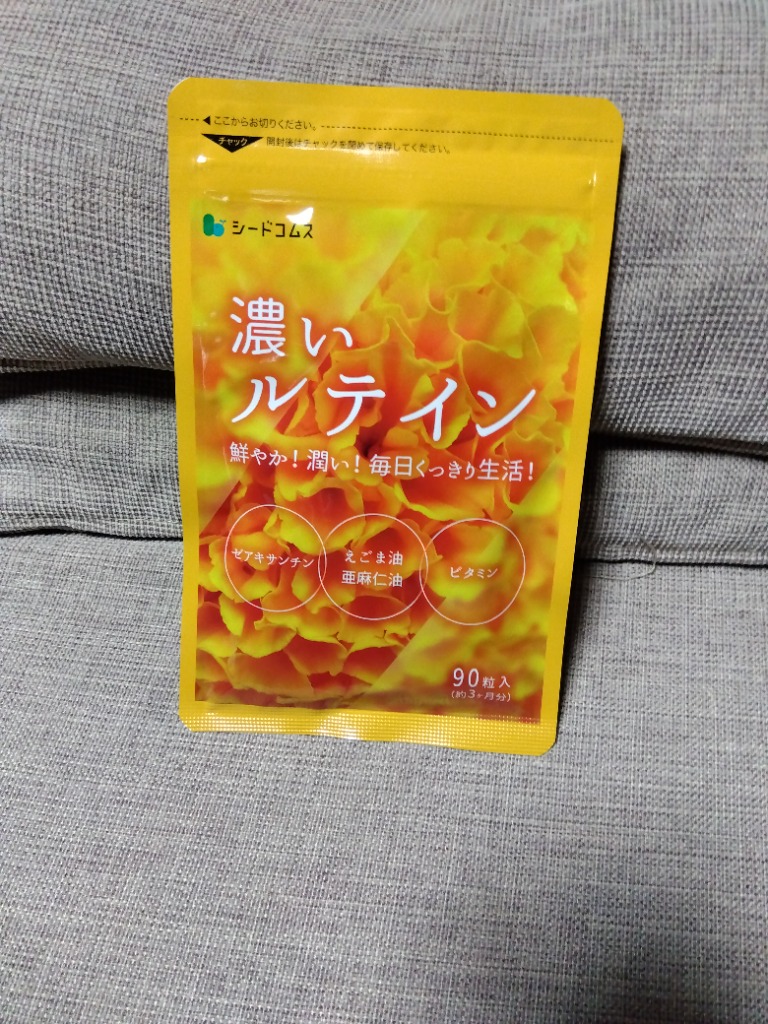 ここからお切りください。
チャック 開封後はチャックを閉めて保存してください。
シードコムス
濃い
ルテイン
鮮やか!潤い!毎日くっきり生活!
ゼアキサンチン
えごま油
亜麻仁油
ビタミン
90粒入
(約3ヶ月分)